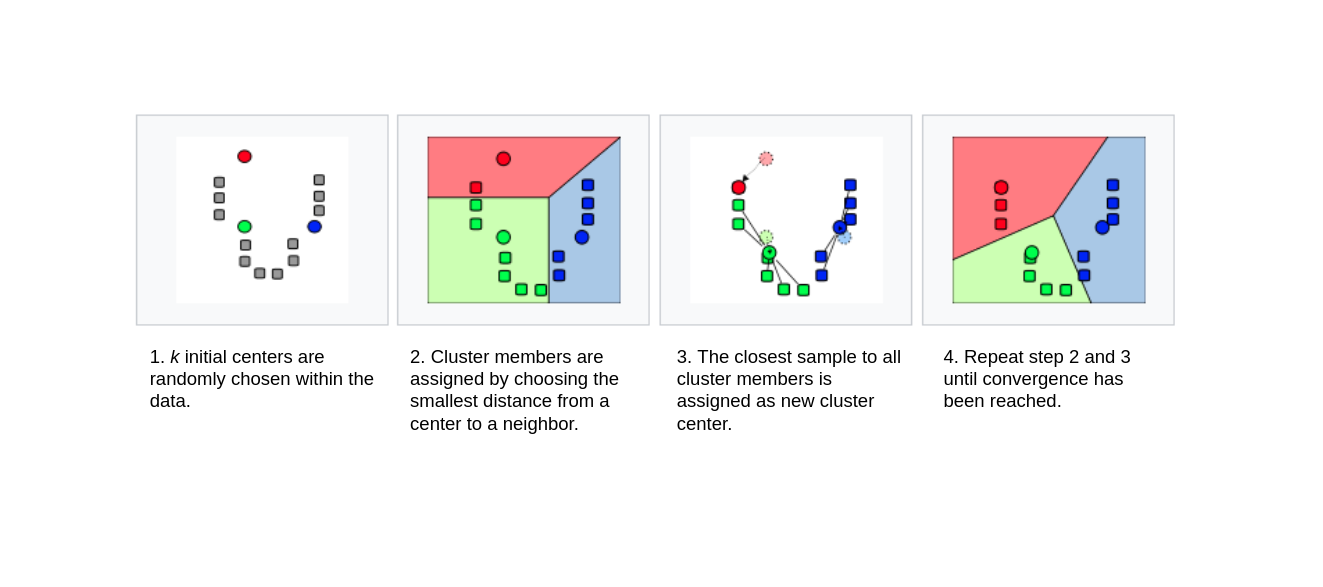 1. k initial centers are
randomly chosen within the
data.
2. Cluster members are
assigned by choosing the
smallest distance from a
center to a neighbor.
3. The closest sample to all
cluster members is
assigned as new cluster
center.
4. Repeat step 2 and 3
until convergence has
been reached.